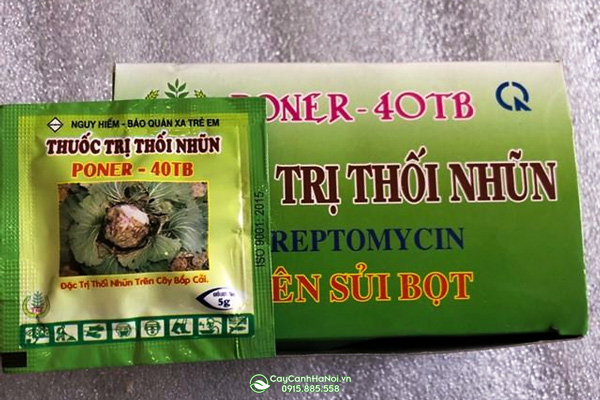 NGUY HIỂM - BẢO QUẢN XA TRẺ EM
THUỐC TRỊ THỐI NHŨN
PONER - 40TB
Đặc Trị Thối Nhũn Trên Cây Bắp Cải.
5g
ISO 9001: 2015
PONER - 40TB
TRỊ THỐI NHŨN
REPTOMYCIN
ÊN SỦI BỌT
CayCanhHaNoi.vn
0915.885.558